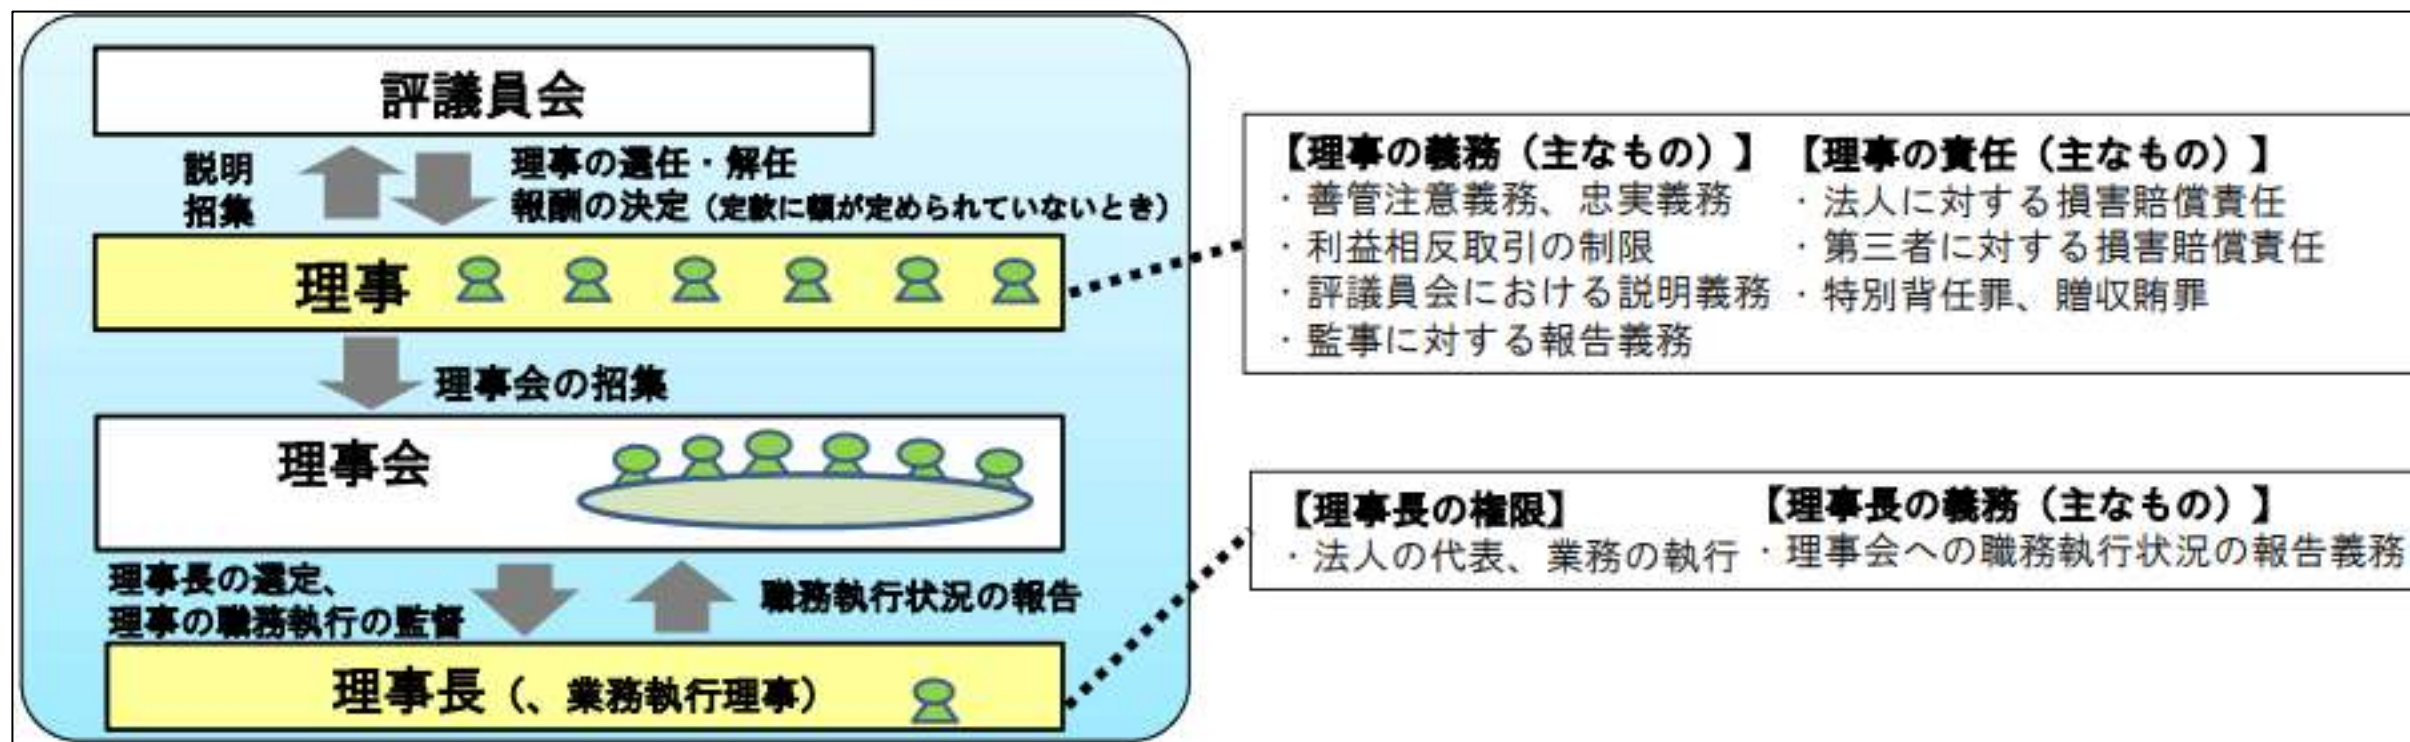 評議員会
説明
招集
理事の選任・解任
報酬の決定（定款に額が定められていないとき）
理事
理事会の招集
理事会
理事長の選定、
理事の職務執行の監督
職務執行状況の報告
理事長（、業務執行理事）
【理事の義務（主なもの）】
・善管注意義務、忠実義務
・利益相反取引の制限
・評議員会における説明義務
・監事に対する報告義務
【理事の責任（主なもの）】
・法人に対する損害賠償責任
・第三者に対する損害賠償責任
・特別背任罪、贈収賄罪
【理事長の権限】
・法人の代表、業務の執行
【理事長の義務（主なもの）】
・理事会への職務執行状況の報告義務